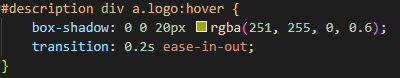 #description div a.logo:hover {
    box-shadow: 0 0 20px rgba(251, 255, 0, 0.6);
    transition: 0.2s ease-in-out;
}